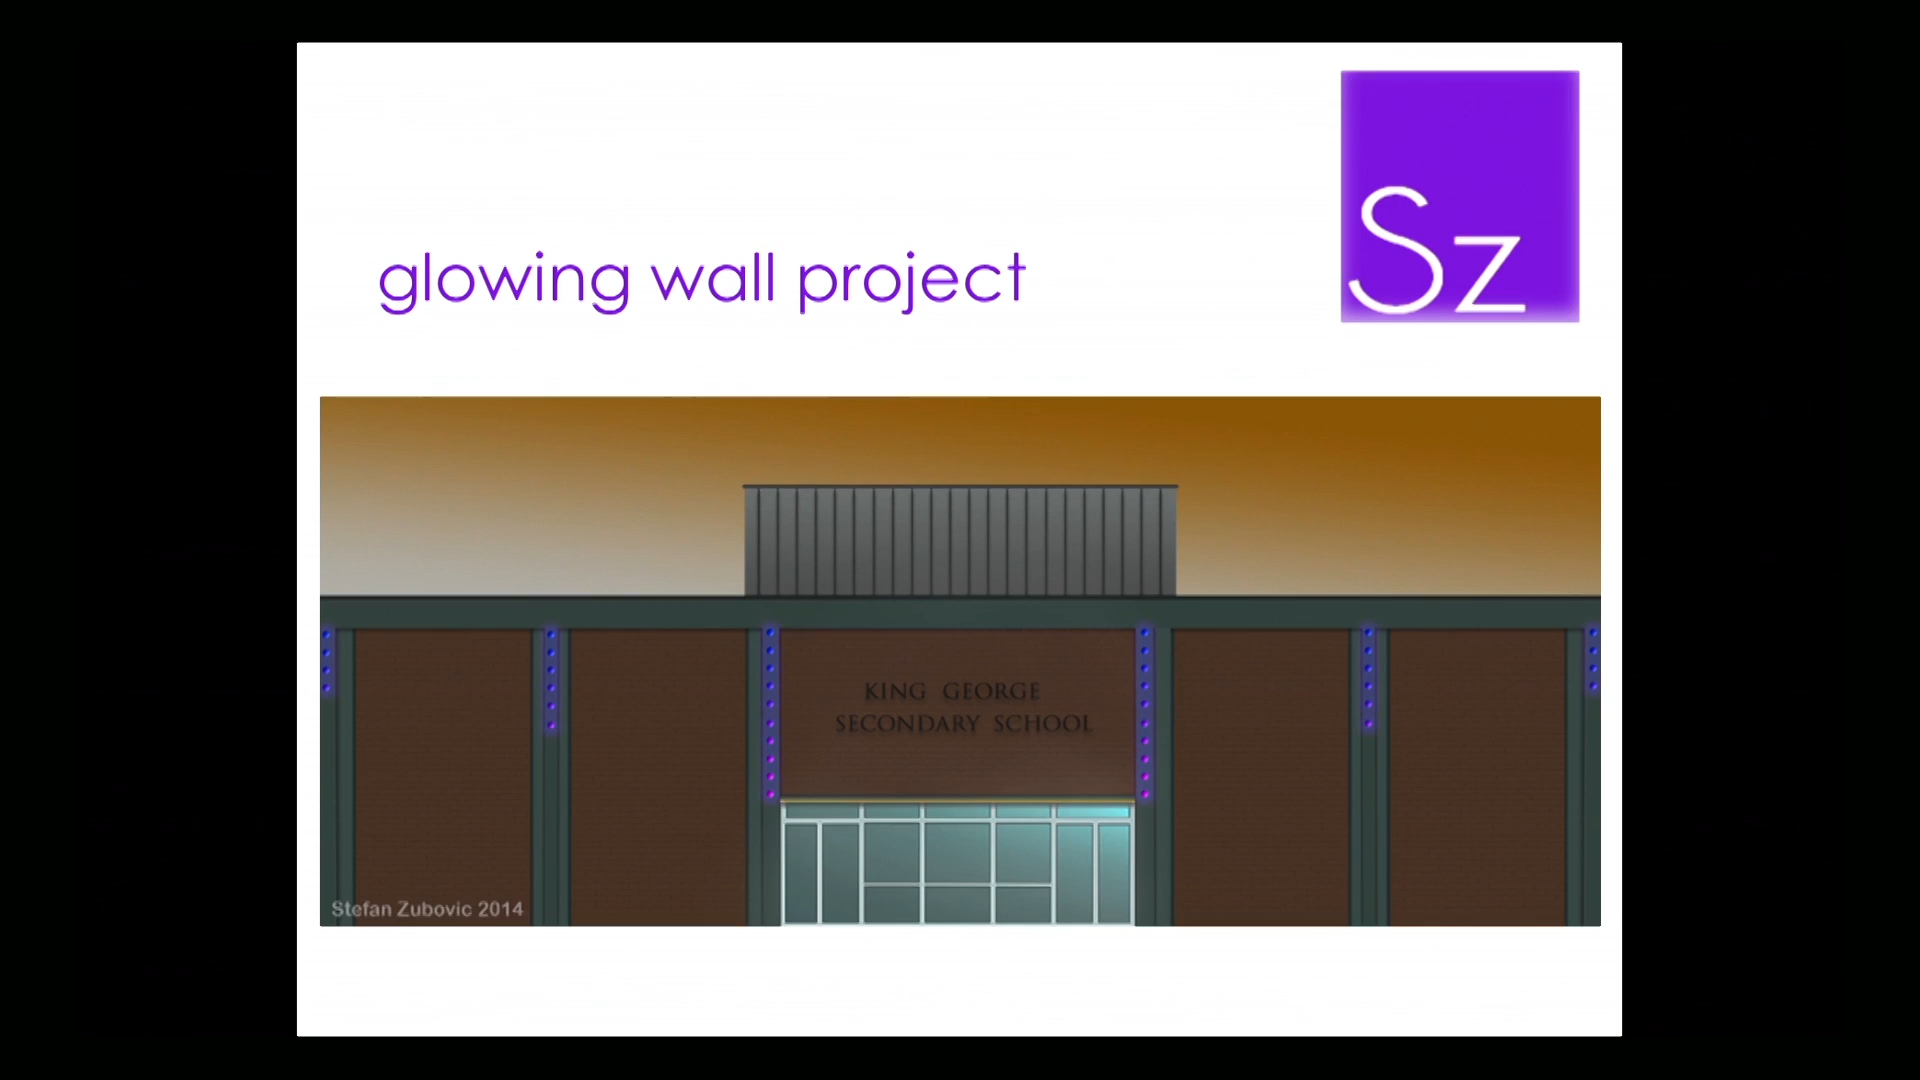 Sz
glowing wall project
KING GEORGE
SECONDARY SCHOOL
Stefan Zubovic 2014